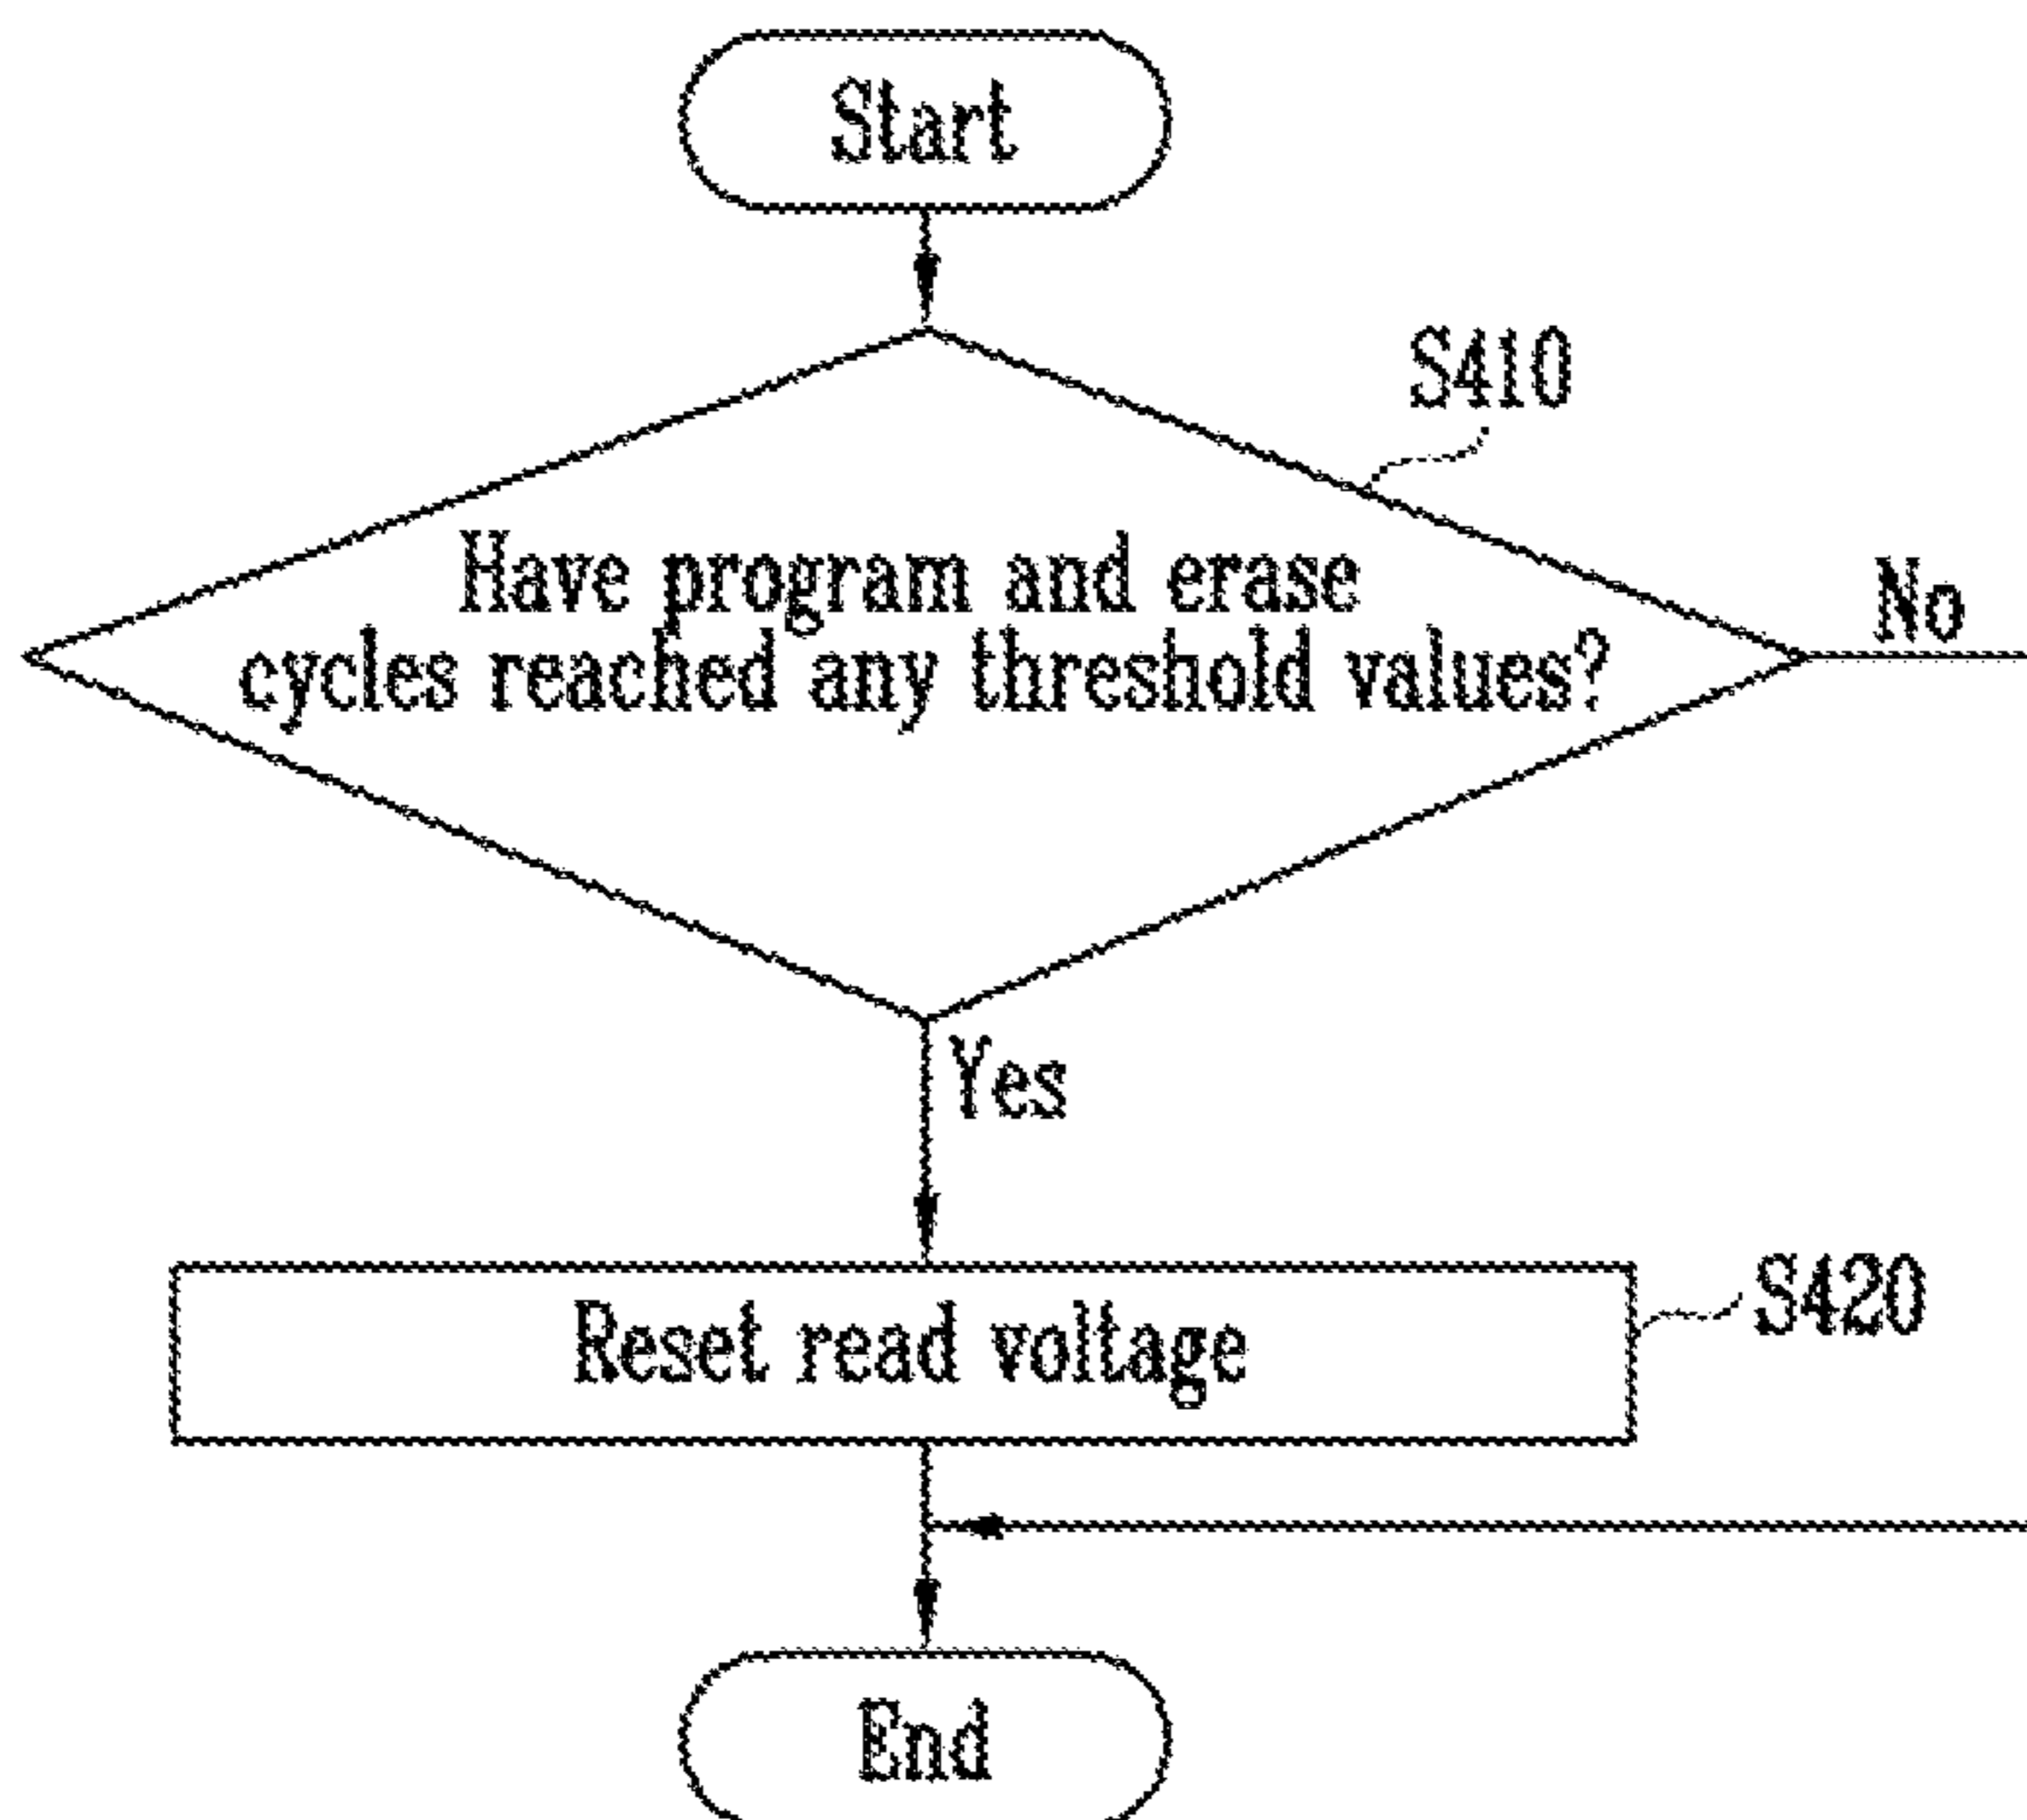 Start
S410
Have program and erase
cycles reached any threshold values?
No
Yes
Reset read voltage
S420
End